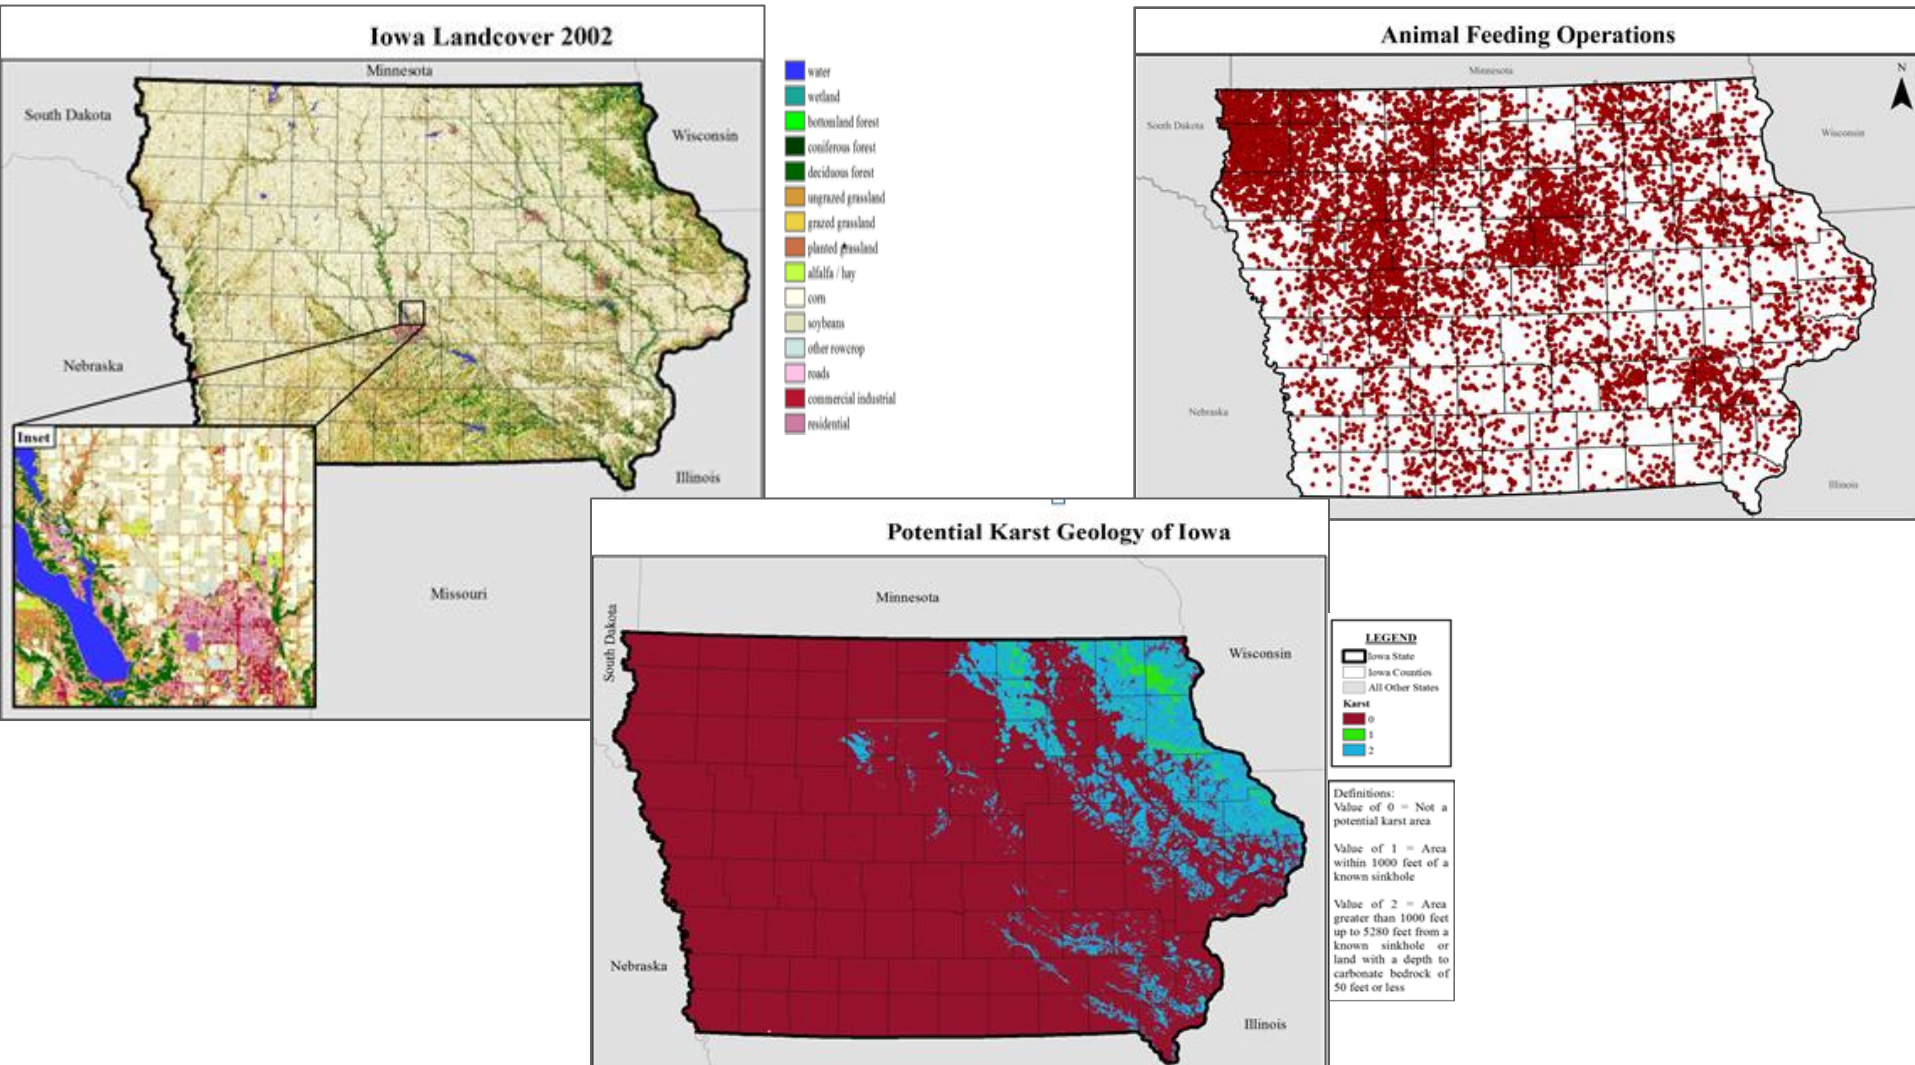 Iowa Landcover 2002
Minnesota
South Dakota
Wisconsin
Nebraska
Illinois
Missouri
Inset
water
wetland
bottomland forest
coniferous forest
deciduous forest
ungrazed grassland
grazed grassland
planted grassland
alfalfa / hay
corn
soybeans
other rowcrop
roads
commercial industrial
residential
Animal Feeding Operations
N
Minnesota
South Dakota
Wisconsin
Nebraska
Illinois
Potential Karst Geology of Iowa
Minnesota
South Dakota
Wisconsin
Nebraska
Illinois
LEGEND
Iowa State
Iowa Counties
All Other States
Karst
0
1
2
Definitions:
Value of 0 = Not a
potential karst area
Value of 1 = Area
within 1000 feet of a
known sinkhole
Value of 2 = Area
greater than 1000 feet
up to 5280 feet from a
known sinkhole or
land with a depth to
carbonate bedrock of
50 feet or less